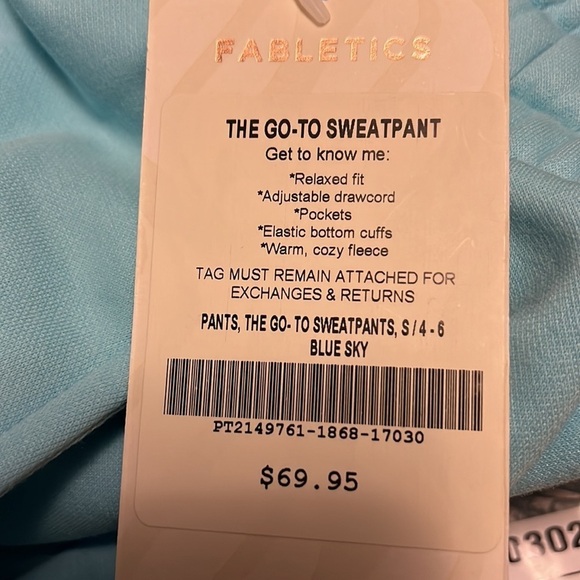 FABLETICS
THE GO-TO SWEATPANT
Get to know me:
*Relaxed fit
*Adjustable drawcord
*Pockets
*Elastic bottom cuffs
*Warm, cozy fleece
TAG MUST REMAIN ATTACHED FOR
EXCHANGES & RETURNS
PANTS, THE GO- TO SWEATPANTS, S / 4 - 6
BLUE SKY
PT2149761-1868-17030
$69.95